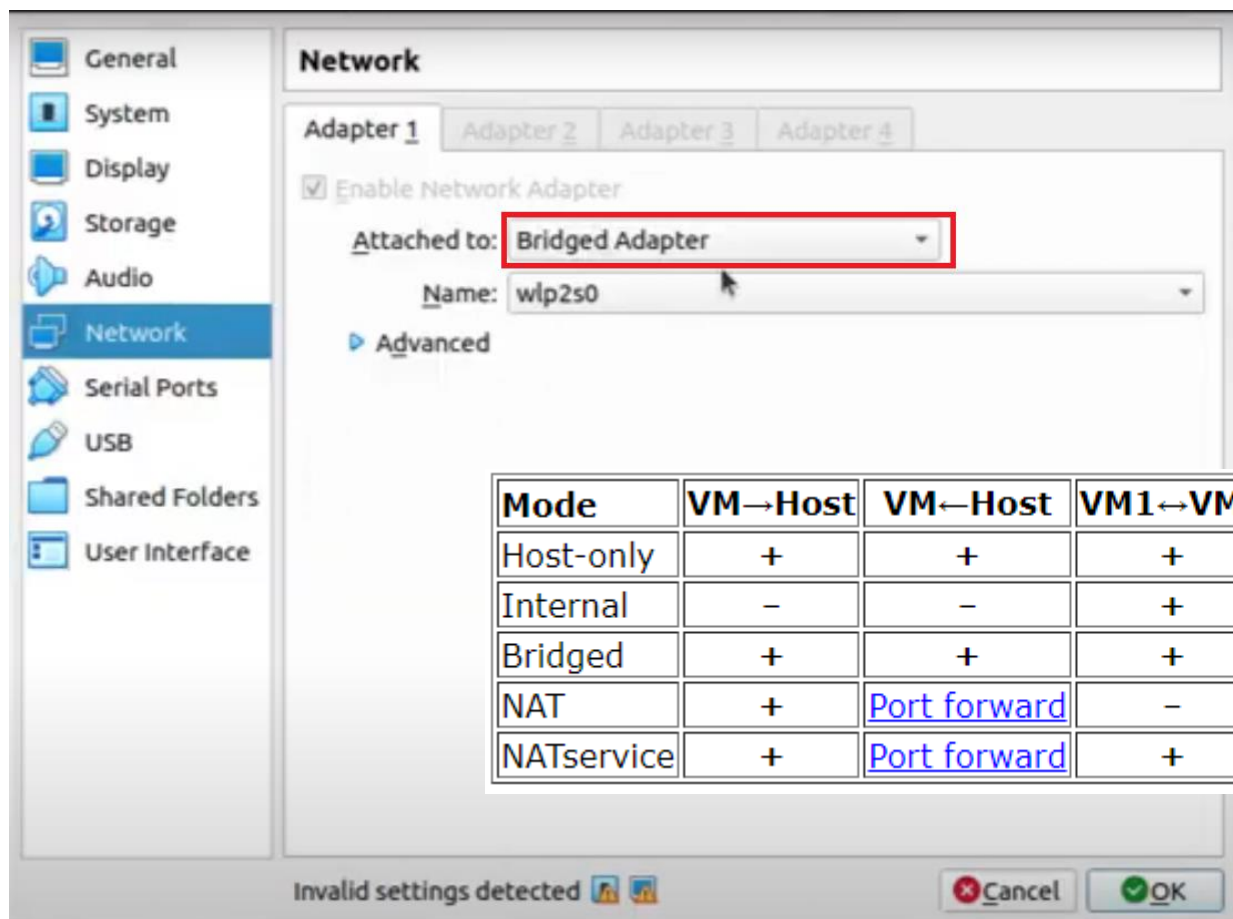 General
System
Display
Storage
Audio
Network
Serial Ports
USB
Shared Folders
User Interface
Network
Adapter 1 Adapter 2 Adapter 3 Adapter 4
Enable Network Adapter
Attached to: Bridged Adapter
Name: wlp2s0
Advanced
Mode VM→Host VM←Host VM1↔VM
Host-only + + +
Internal – – +
Bridged + + +
NAT + Port forward –
NATservice + Port forward +
Invalid settings detected Cancel OK